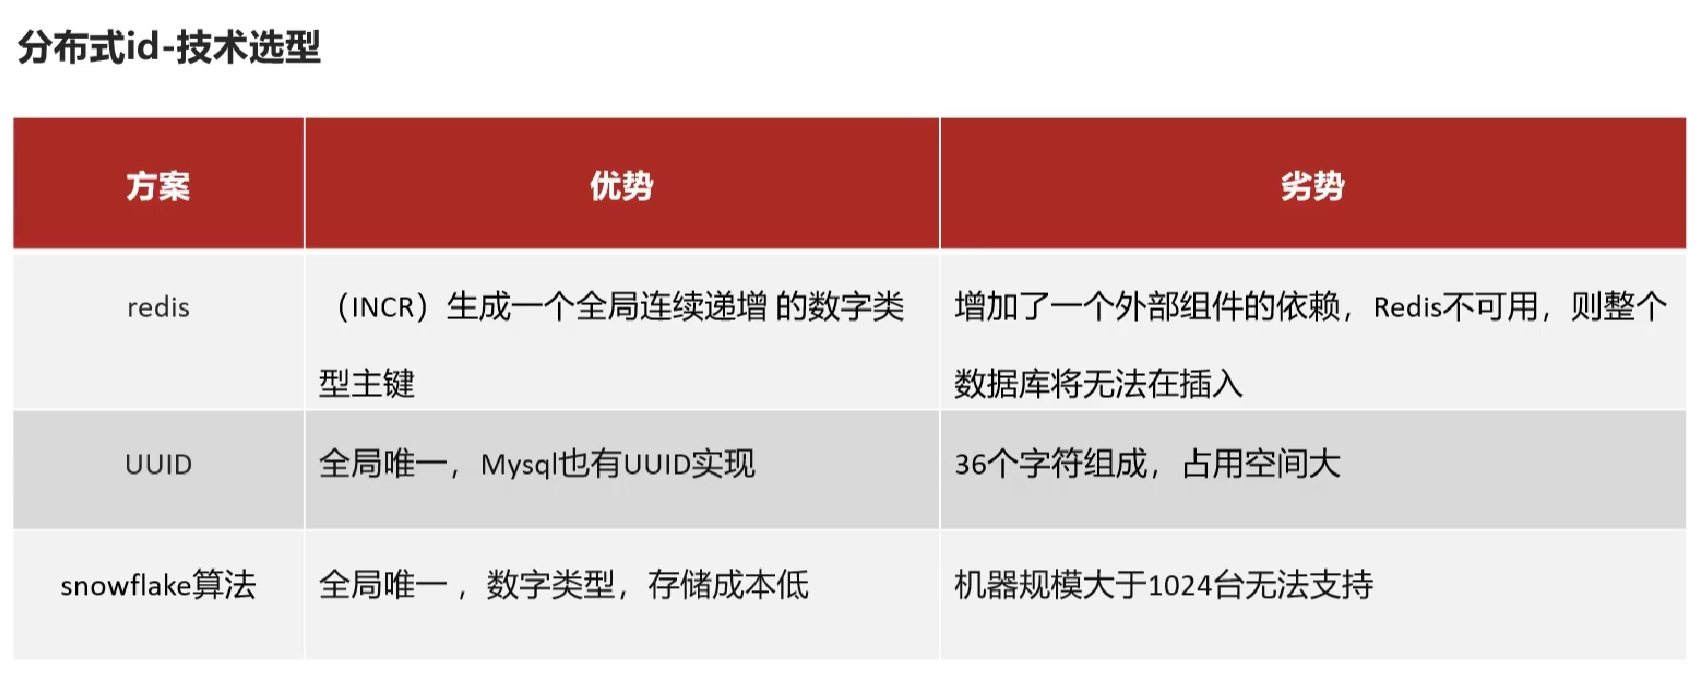 分布式id-技术选型
方案
优势
劣势
redis
（INCR）生成一个全局连续递增 的数字类
型主键
增加了一个外部组件的依赖，Redis不可用，则整个
数据库将无法在插入
UUID
全局唯一，Mysql也有UUID实现
36个字符组成，占用空间大
snowflake算法
全局唯一 ，数字类型，存储成本低
机器规模大于1024台无法支持